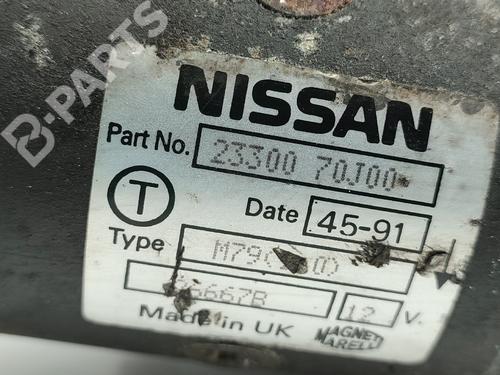 B-PARTS
NISSAN
Part No. 23300 70J00
T
Date 45-91
Type
12 V.
Made in UK
MAGNETI
MARELLI